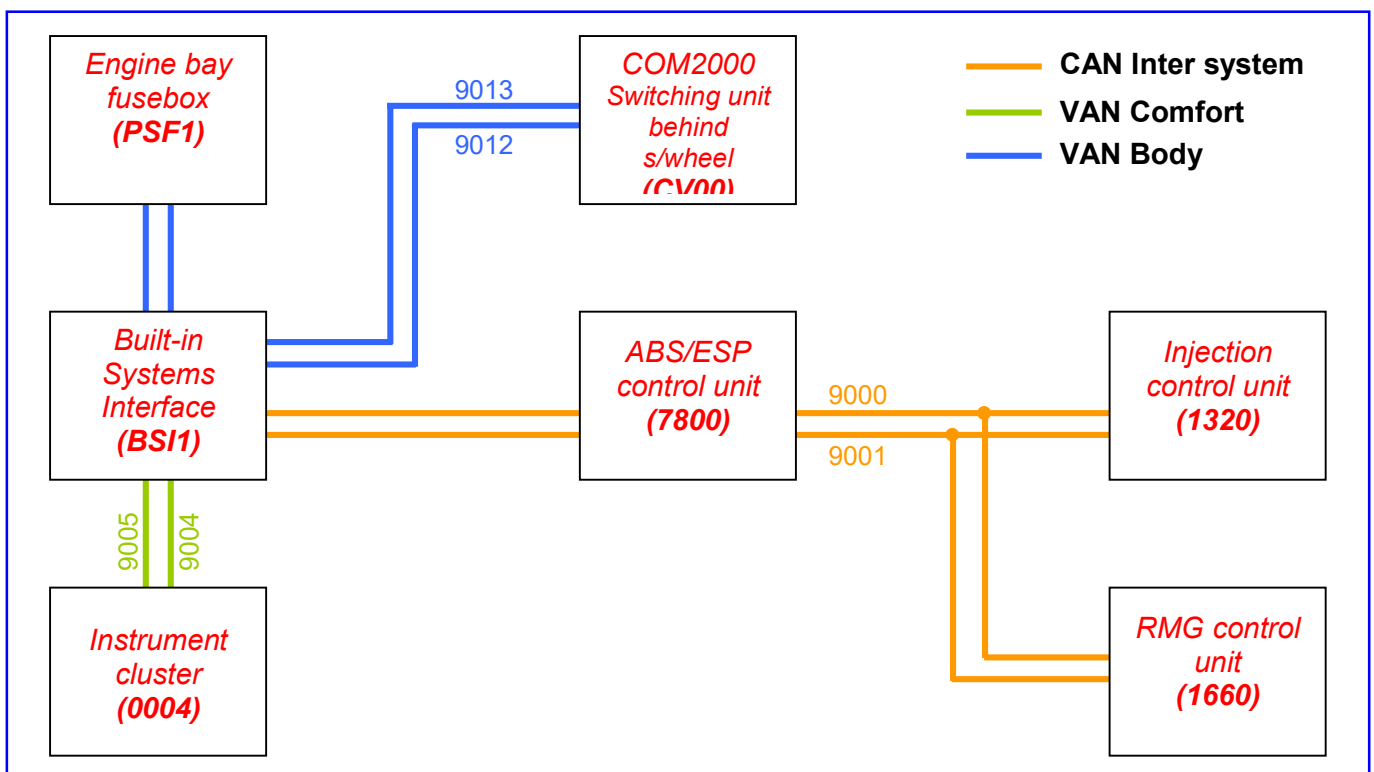 Engine bay
fusebox
(PSF1)
9013
9012
COM2000
Switching unit
behind
s/wheel
(CV00)
CAN Inter system
VAN Comfort
VAN Body
Built-in
Systems
Interface
(BSI1)
ABS/ESP
control unit
(7800)
9000
9001
Injection
control unit
(1320)
9005
9004
Instrument
cluster
(0004)
RMG control
unit
(1660)